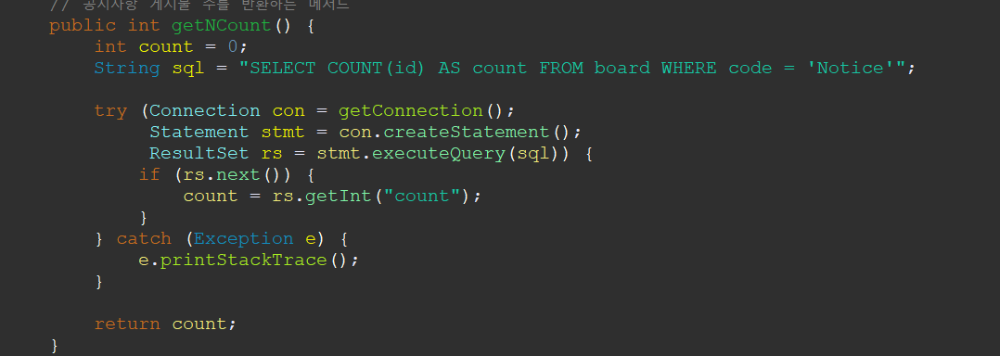 // 공지사항 게시물 수를 반환하는 메서드
public int getNCount() {
int count = 0;
String sql = "SELECT COUNT(id) AS count FROM board WHERE code = 'Notice'";
try (Connection con = getConnection();
Statement stmt = con.createStatement();
ResultSet rs = stmt.executeQuery(sql)) {
if (rs.next()) {
count = rs.getInt("count");
}
} catch (Exception e) {
e.printStackTrace();
}
return count;
}